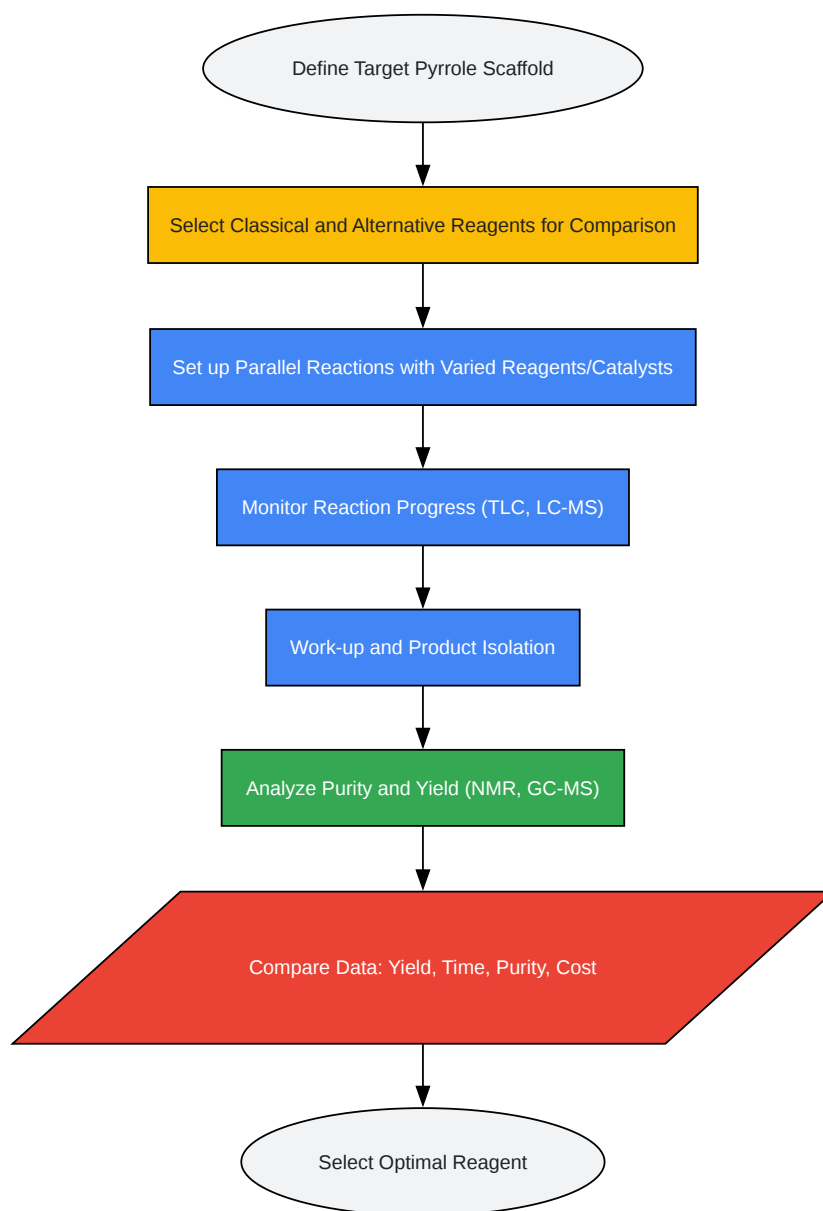 Define Target Pyrrole Scaffold
Select Classical and Alternative Reagents for Comparison
Set up Parallel Reactions with Varied Reagents/Catalysts
Monitor Reaction Progress (TLC, LC-MS)
Work-up and Product Isolation
Analyze Purity and Yield (NMR, GC-MS)
Compare Data: Yield, Time, Purity, Cost
Select Optimal Reagent